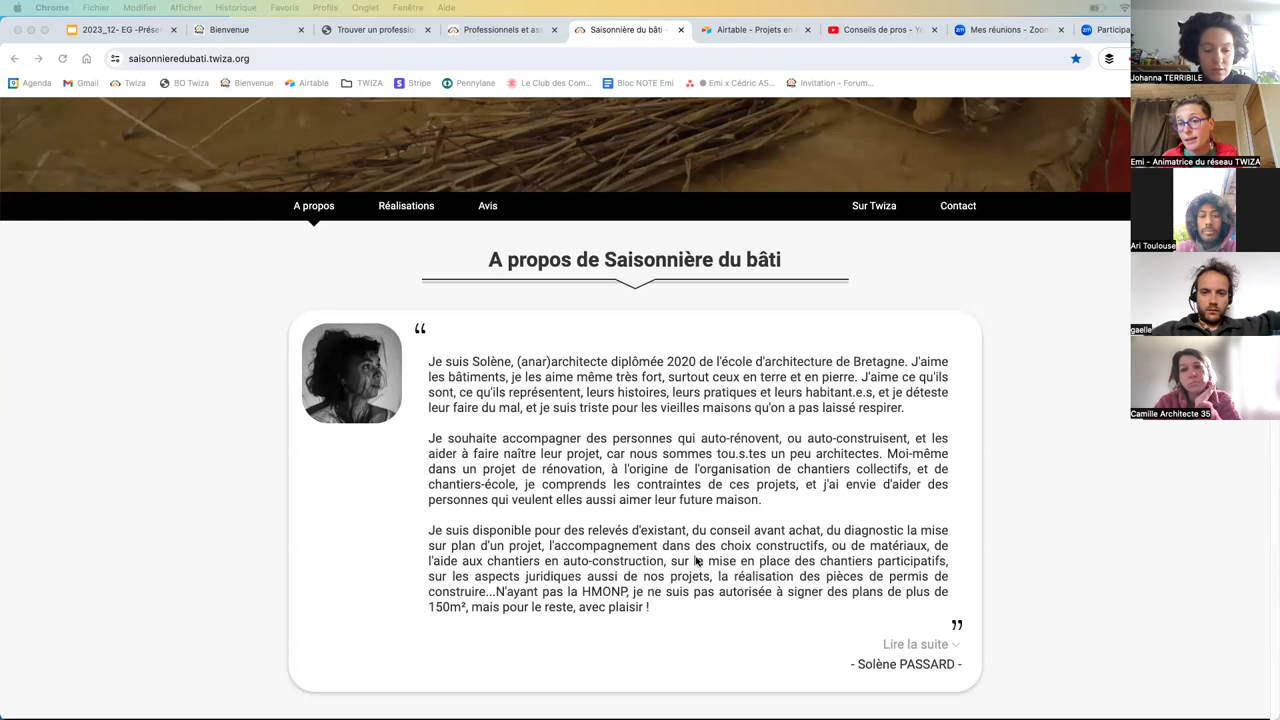 Chrome Fichier Modifier Afficher Historique Favoris Profils Onglet Fenêtre Aide
2023_12- EG -Prése Bienvenue Trouver un professio Professionnels et ass Saisonnière du bâti - Airtable - Projets en Conseils de pros - Yo Mes réunions - Zoom Particip
saisonnieredubati.twiza.org
Agenda Gmail Twiza BO Twiza Bienvenue Airtable TWIZA Stripe Pennylane Le Club des Com... Bloc NOTE Emi Emi x Cédric AS... Invitation - Forum...
Johanna TERRIBILE
Emi - Animatrice du réseau TWIZA
Ari Toulouse
gaelle
Camille Architecte 35
A propos Réalisations Avis Sur Twiza Contact
A propos de Saisonnière du bâti
“
Je suis Solène, (anar)architecte diplômée 2020 de l'école d'architecture de Bretagne. J'aime
les bâtiments, je les aime même très fort, surtout ceux en terre et en pierre. J'aime ce qu'ils
sont, ce qu'ils représentent, leurs histoires, leurs pratiques et leurs habitant.e.s, et je déteste
leur faire du mal, et je suis triste pour les vieilles maisons qu'on a pas laissé respirer.
Je souhaite accompagner des personnes qui auto-rénovent, ou auto-construisent, et les
aider à faire naître leur projet, car nous sommes tou.s.tes un peu architectes. Moi-même
dans un projet de rénovation, à l'origine de l'organisation de chantiers collectifs, et de
chantiers-école, je comprends les contraintes de ces projets, et j'ai envie d'aider des
personnes qui veulent elles aussi aimer leur future maison.
Je suis disponible pour des relevés d'existant, du conseil avant achat, du diagnostic la mise
sur plan d'un projet, l'accompagnement dans des choix constructifs, ou de matériaux, de
l'aide aux chantiers en auto-construction, sur le mise en place des chantiers participatifs,
sur les aspects juridiques aussi de nos projets, la réalisation des pièces de permis de
construire...N'ayant pas la HMONP, je ne suis pas autorisée à signer des plans de plus de
150m², mais pour le reste, avec plaisir !
”
Lire la suite
- Solène PASSARD -